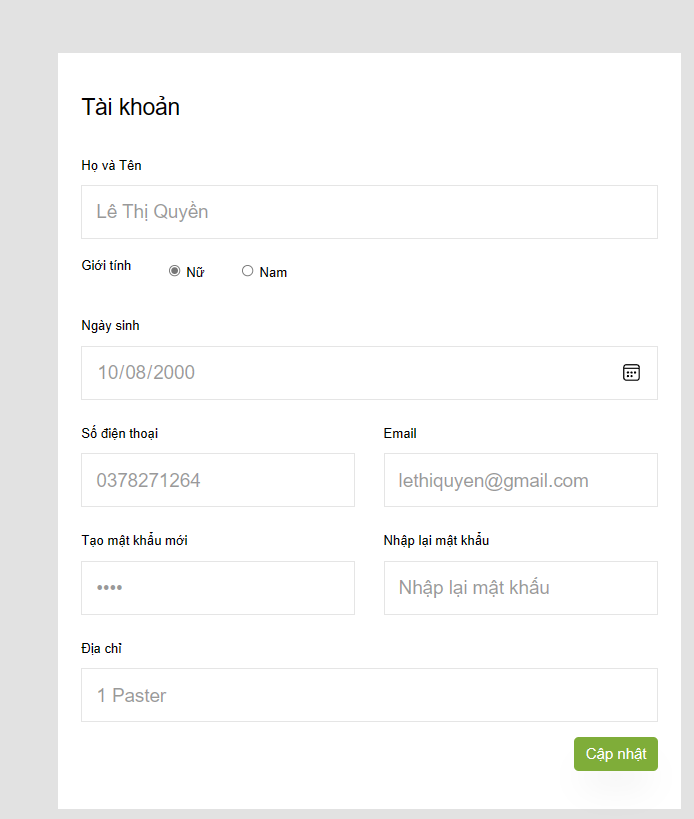 Tài khoản
Họ và Tên
Lê Thị Quyền
Giới tính Nữ Nam
Ngày sinh
10/08/2000
Số điện thoại Email
0378271264 lethiquyen@gmail.com
Tạo mật khẩu mới Nhập lại mật khẩu
•••• Nhập lại mật khẩu
Địa chỉ
1 Paster
Cập nhật